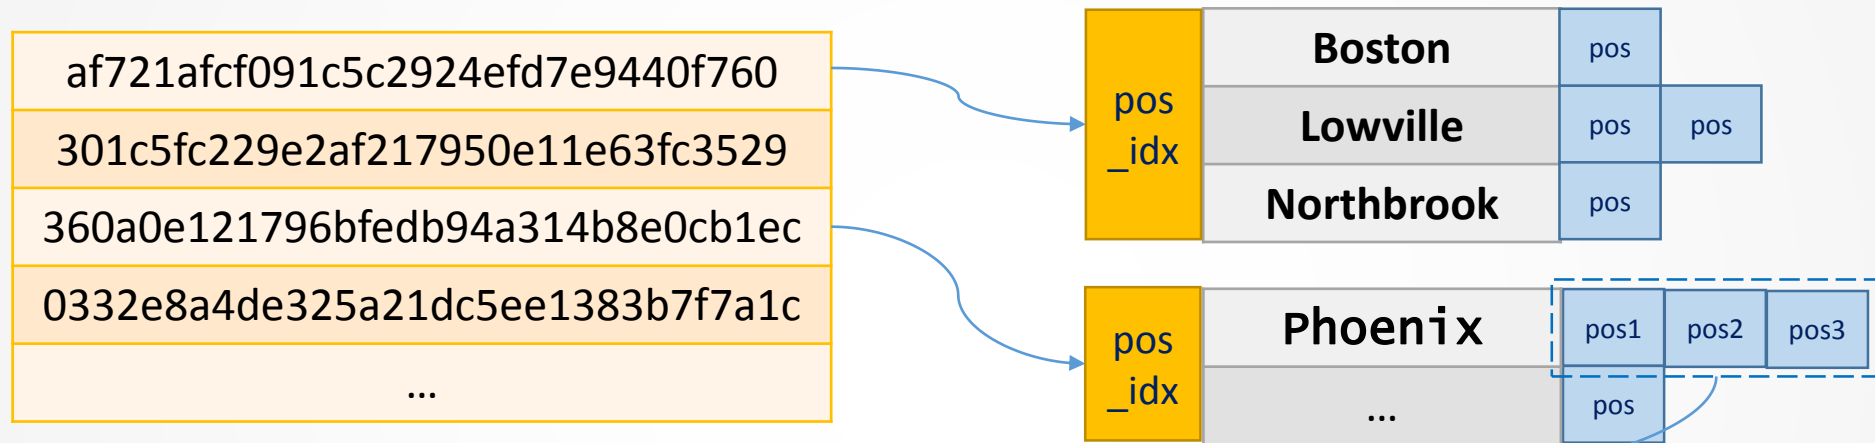 af721afcf091c5c2924efd7e9440f760
301c5fc229e2af217950e11e63fc3529
360a0e121796bfedb94a314b8e0cb1ec
0332e8a4de325a21dc5ee1383b7f7a1c
...
pos
_idx
Boston pos
Lowville pos pos
Northbrook pos
pos
_idx
Phoenix pos1 pos2 pos3
... pos